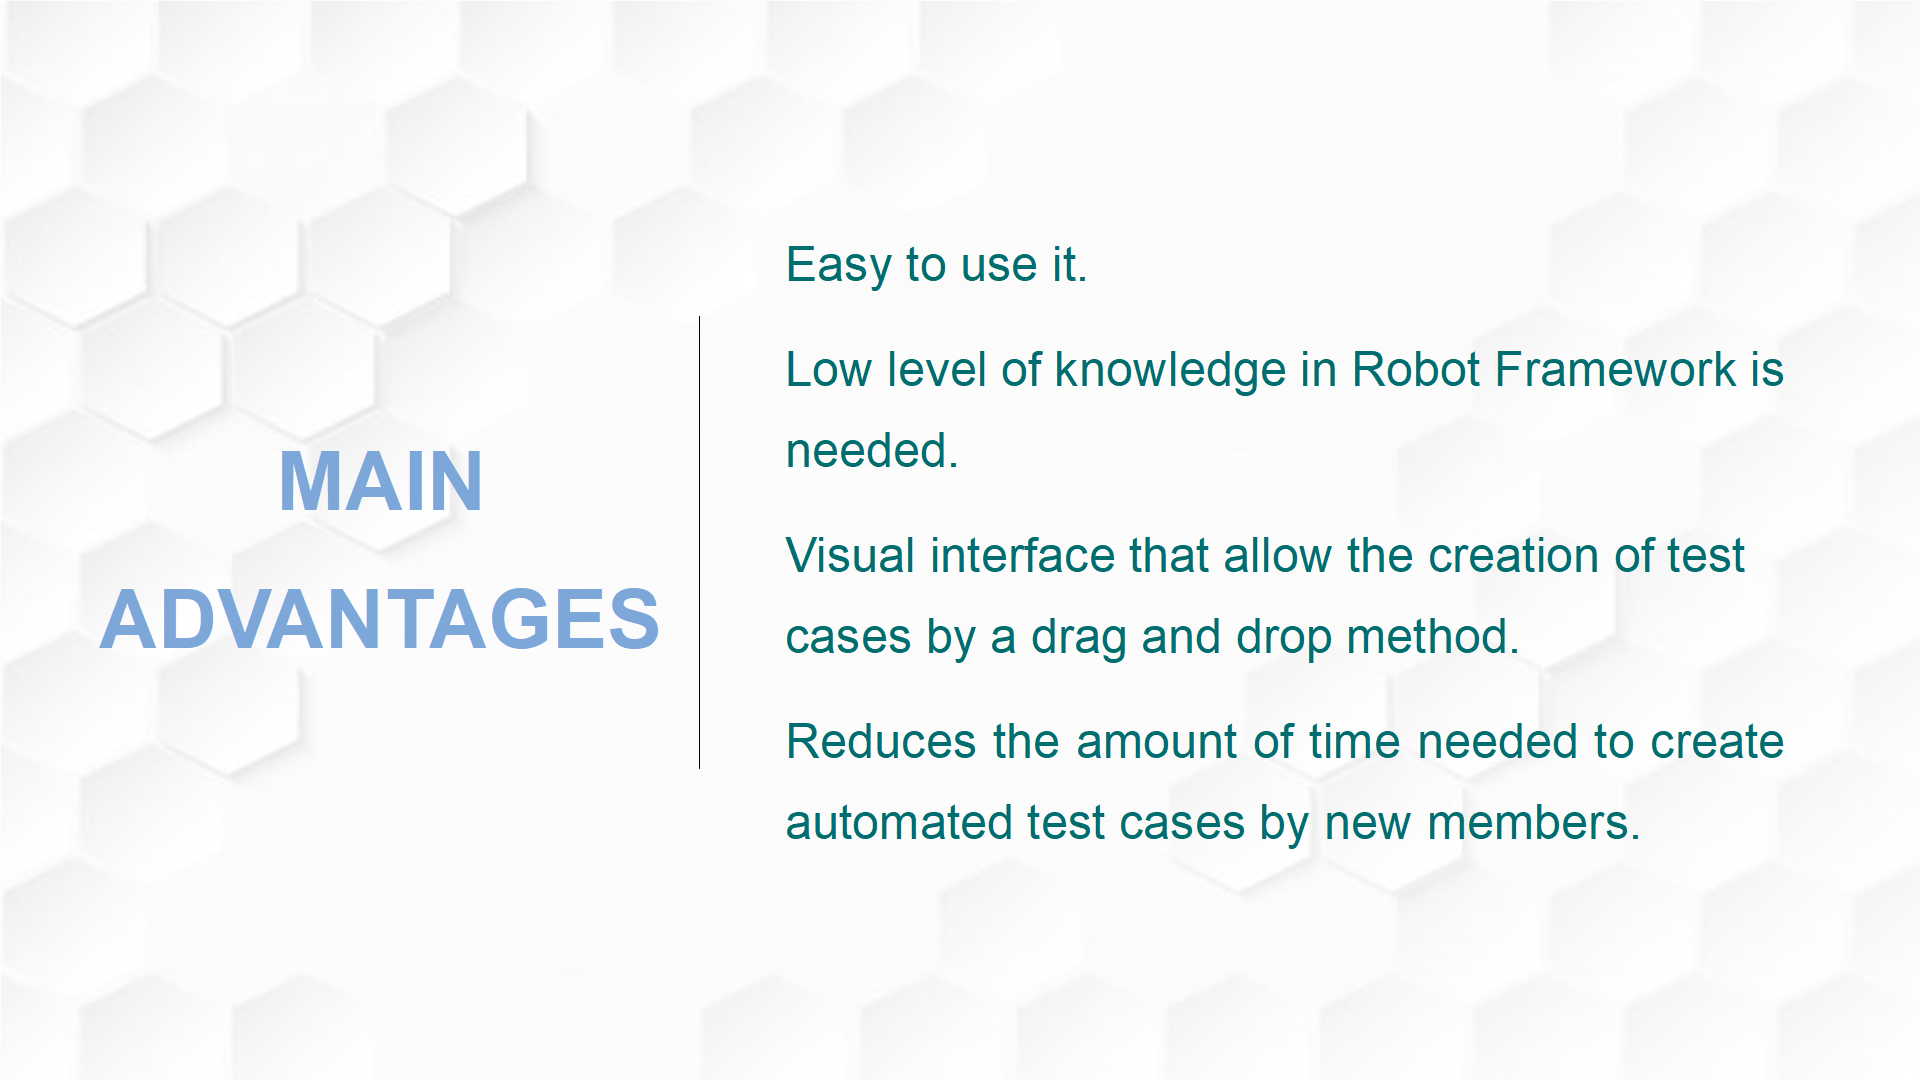 MAIN
ADVANTAGES
Easy to use it.
Low level of knowledge in Robot Framework is
needed.
Visual interface that allow the creation of test
cases by a drag and drop method.
Reduces the amount of time needed to create
automated test cases by new members.